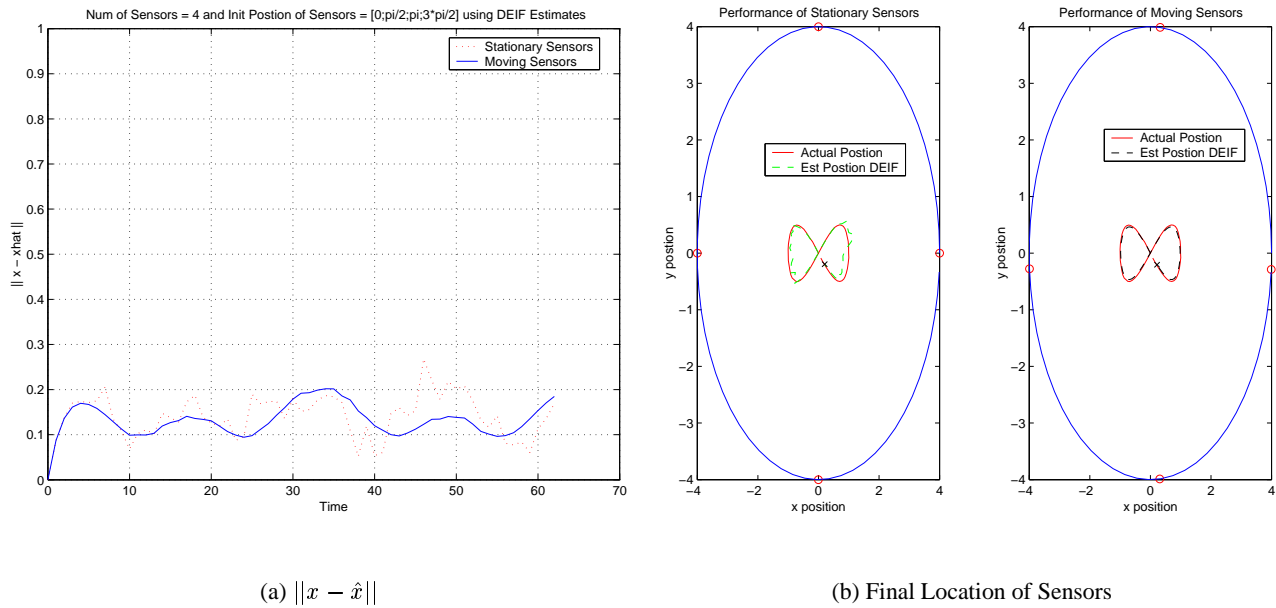 Num of Sensors = 4 and Init Postion of Sensors = [0;pi/2;pi;3*pi/2] using DEIF Estimates
1
0.9
0.8
0.7
0.6
0.5
0.4
0.3
0.2
0.1
0
|| x − xhat ||
Stationary Sensors
Moving Sensors
0 10 20 30 40 50 60 70
Time
Performance of Stationary Sensors
4
3
2
1
0
−1
−2
−3
−4
y postion
Actual Postion
Est Postion DEIF
−4 −2 0 2 4
x position
Performance of Moving Sensors
4
3
2
1
0
−1
−2
−3
−4
y postion
Actual Postion
Est Postion DEIF
−4 −2 0 2 4
x position
(a) ||x − x̂||
(b) Final Location of Sensors